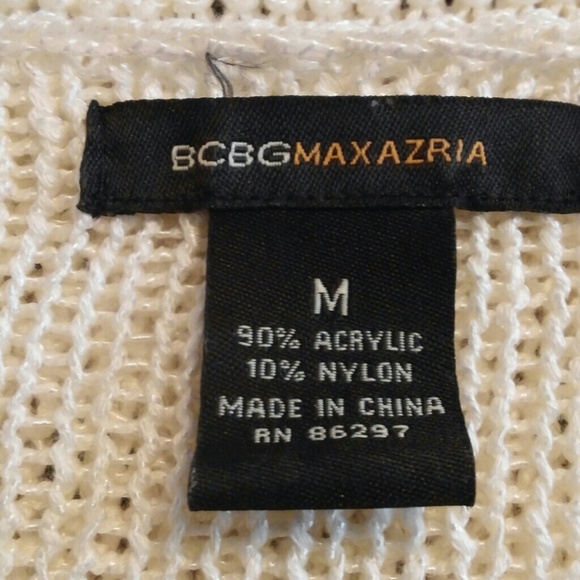 BCBGMAXAZRIA
M
90% ACRYLIC
10% NYLON
MADE IN CHINA
RN 86297